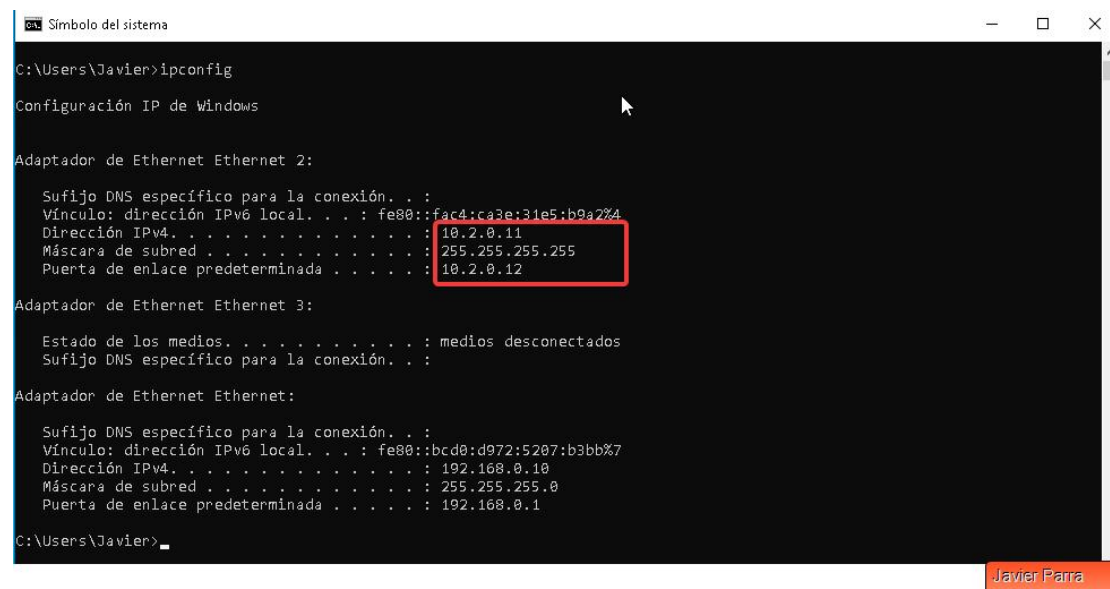 Símbolo del sistema
C:\Users\Javier>ipconfig
Configuración IP de Windows
Adaptador de Ethernet Ethernet 2:
Sufijo DNS específico para la conexión. . :
Vínculo: dirección IPv6 local. . . : fe80::fac4:ca3e:31e5:b9a2%4
Dirección IPv4. . . . . . . . . . . . . . : 10.2.0.11
Máscara de subred . . . . . . . . . . . . : 255.255.255.255
Puerta de enlace predeterminada . . . . . : 10.2.0.12
Adaptador de Ethernet Ethernet 3:
Estado de los medios. . . . . . . . . . . : medios desconectados
Sufijo DNS específico para la conexión. . :
Adaptador de Ethernet Ethernet:
Sufijo DNS específico para la conexión. . :
Vínculo: dirección IPv6 local. . . : fe80::bcd0:d972:5207:b3bb%7
Dirección IPv4. . . . . . . . . . . . . . : 192.168.0.10
Máscara de subred . . . . . . . . . . . . : 255.255.255.0
Puerta de enlace predeterminada . . . . . : 192.168.0.1
C:\Users\Javier>
Javier Parra